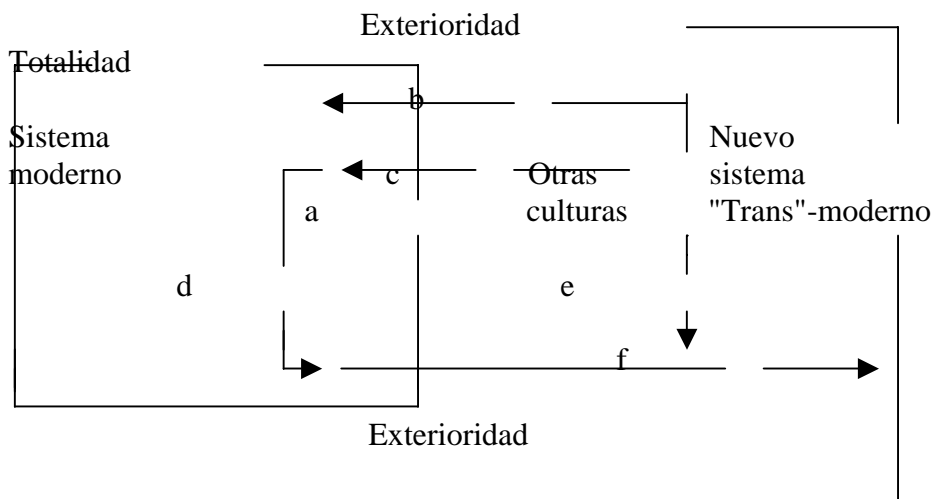 Exterioridad
Totalidad
b
Sistema
moderno
Nuevo
sistema
"Trans"-moderno
c
Otras
culturas
a
d
e
f
Exterioridad